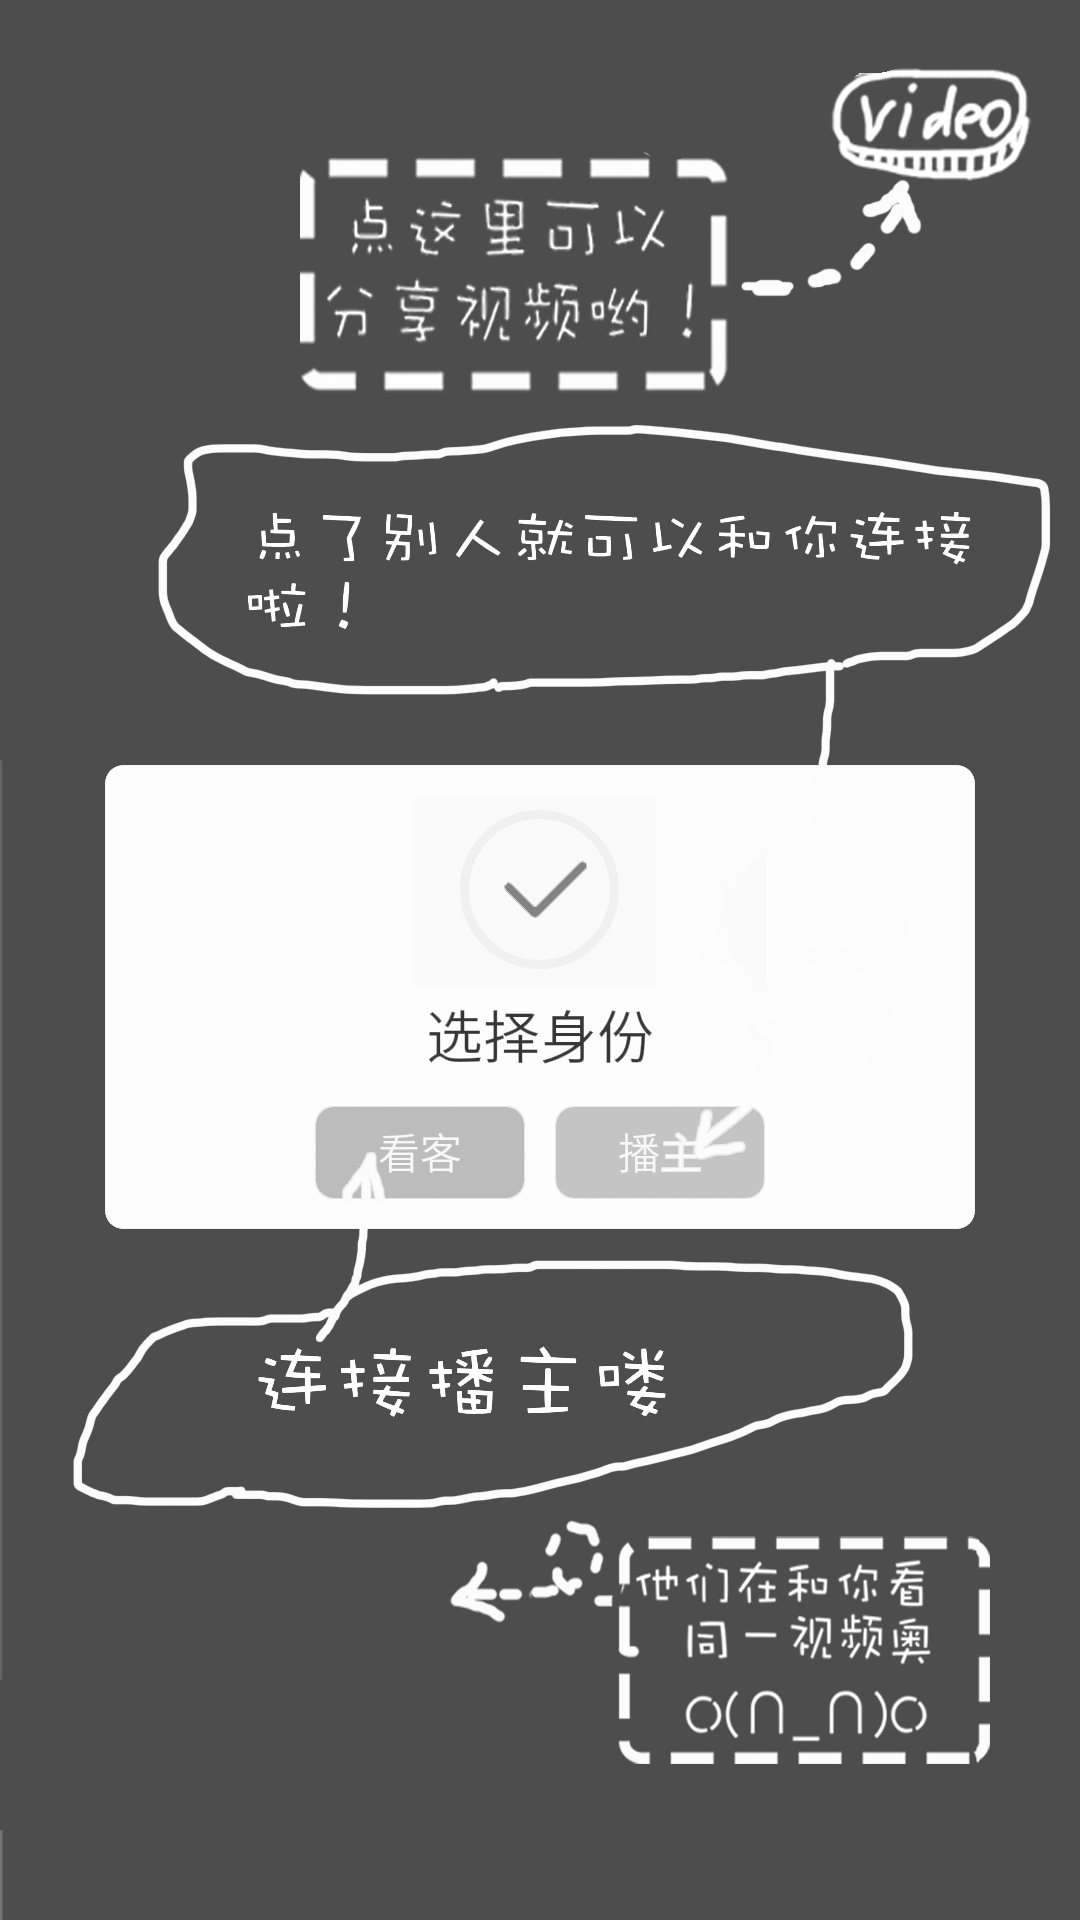 video
点这里可以
分享视频哟！
点了别人就可以和你连接
啦！
选择身份
看客
播主
连接播主喽
他们在和你看
同一视频奥
o(∩_∩)o